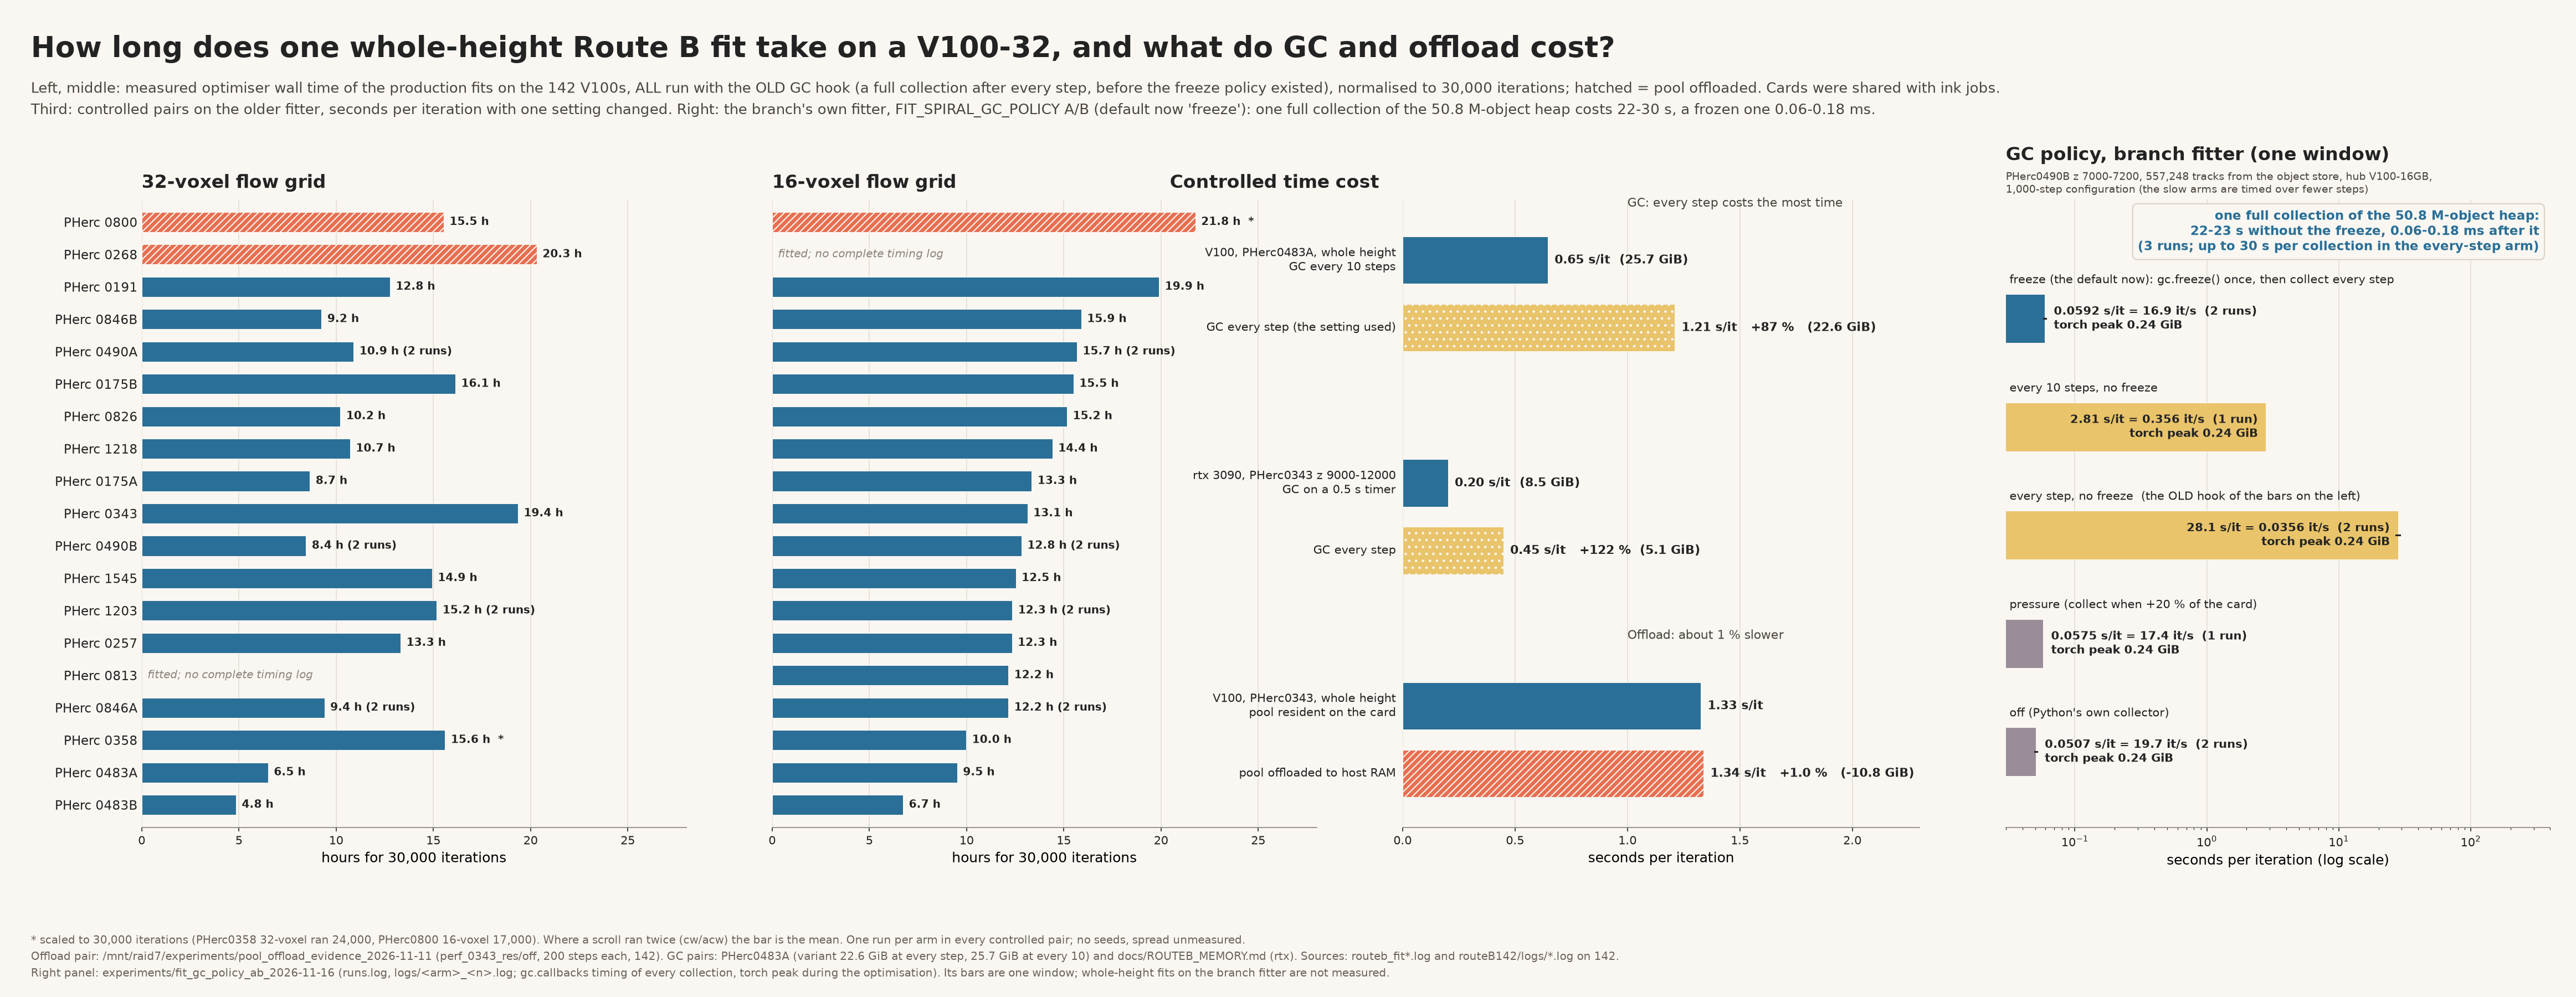 How long does one whole-height Route B fit take on a V100-32, and what do GC and offload cost?
Left, middle: measured optimiser wall time of the production fits on the 142 V100s, ALL run with the OLD GC hook (a full collection after every step, before the freeze policy existed), normalised to 30,000 iterations; hatched = pool offloaded. Cards were shared with ink jobs.
Third: controlled pairs on the older fitter, seconds per iteration with one setting changed. Right: the branch's own fitter, FIT_SPIRAL_GC_POLICY A/B (default now 'freeze'): one full collection of the 50.8 M-object heap costs 22-30 s, a frozen one 0.06-0.18 ms.
32-voxel flow grid
PHerc 0800
15.5 h
PHerc 0268
20.3 h
PHerc 0191
12.8 h
PHerc 0846B
9.2 h
PHerc 0490A
10.9 h (2 runs)
PHerc 0175B
16.1 h
PHerc 0826
10.2 h
PHerc 1218
10.7 h
PHerc 0175A
8.7 h
PHerc 0343
19.4 h
PHerc 0490B
8.4 h (2 runs)
PHerc 1545
14.9 h
PHerc 1203
15.2 h (2 runs)
PHerc 0257
13.3 h
PHerc 0813
fitted; no complete timing log
PHerc 0846A
9.4 h (2 runs)
PHerc 0358
15.6 h *
PHerc 0483A
6.5 h
PHerc 0483B
4.8 h
0 5 10 15 20 25
hours for 30,000 iterations
16-voxel flow grid
21.8 h *
fitted; no complete timing log
19.9 h
15.9 h
15.7 h (2 runs)
15.5 h
15.2 h
14.4 h
13.3 h
13.1 h
12.8 h (2 runs)
12.5 h
12.3 h (2 runs)
12.3 h
12.2 h
12.2 h (2 runs)
10.0 h
9.5 h
6.7 h
0 5 10 15 20 25
hours for 30,000 iterations
Controlled time cost
GC: every step costs the most time
V100, PHerc0483A, whole height
GC every 10 steps
0.65 s/it (25.7 GiB)
GC every step (the setting used)
1.21 s/it +87 % (22.6 GiB)
rtx 3090, PHerc0343 z 9000-12000
GC on a 0.5 s timer
0.20 s/it (8.5 GiB)
GC every step
0.45 s/it +122 % (5.1 GiB)
Offload: about 1 % slower
V100, PHerc0343, whole height
pool resident on the card
1.33 s/it
pool offloaded to host RAM
1.34 s/it +1.0 % (-10.8 GiB)
0.0 0.5 1.0 1.5 2.0
seconds per iteration
GC policy, branch fitter (one window)
PHerc0490B z 7000-7200, 557,248 tracks from the object store, hub V100-16GB,
1,000-step configuration (the slow arms are timed over fewer steps)
one full collection of the 50.8 M-object heap:
22-23 s without the freeze, 0.06-0.18 ms after it
(3 runs; up to 30 s per collection in the every-step arm)
freeze (the default now): gc.freeze() once, then collect every step
0.0592 s/it = 16.9 it/s (2 runs)
torch peak 0.24 GiB
every 10 steps, no freeze
2.81 s/it = 0.356 it/s (1 run)
torch peak 0.24 GiB
every step, no freeze (the OLD hook of the bars on the left)
28.1 s/it = 0.0356 it/s (2 runs)
torch peak 0.24 GiB
pressure (collect when +20 % of the card)
0.0575 s/it = 17.4 it/s (1 run)
torch peak 0.24 GiB
off (Python's own collector)
0.0507 s/it = 19.7 it/s (2 runs)
torch peak 0.24 GiB
10⁻¹ 10⁰ 10¹ 10²
seconds per iteration (log scale)
* scaled to 30,000 iterations (PHerc0358 32-voxel ran 24,000, PHerc0800 16-voxel 17,000). Where a scroll ran twice (cw/acw) the bar is the mean. One run per arm in every controlled pair; no seeds, spread unmeasured.
Offload pair: /mnt/raid7/experiments/pool_offload_evidence_2026-11-11 (perf_0343_res/off, 200 steps each, 142). GC pairs: PHerc0483A (variant 22.6 GiB at every step, 25.7 GiB at every 10) and docs/ROUTEB_MEMORY.md (rtx). Sources: routeb_fit*.log and routeB142/logs/*.log on 142.
Right panel: experiments/fit_gc_policy_ab_2026-11-16 (runs.log, logs/<arm>_<n>.log; gc.callbacks timing of every collection, torch peak during the optimisation). Its bars are one window; whole-height fits on the branch fitter are not measured.